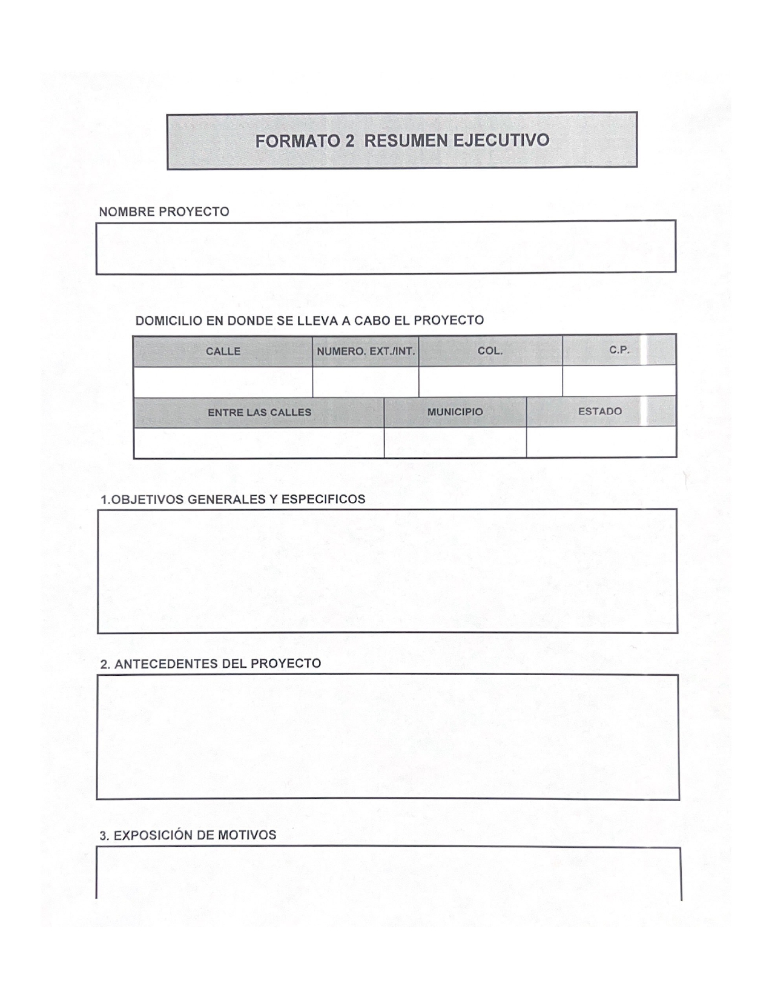 FORMATO 2 RESUMEN EJECUTIVO
NOMBRE PROYECTO
DOMICILIO EN DONDE SE LLEVA A CABO EL PROYECTO
CALLE NUMERO. EXT./INT. COL. C.P.
ENTRE LAS CALLES MUNICIPIO ESTADO
1.OBJETIVOS GENERALES Y ESPECIFICOS
2. ANTECEDENTES DEL PROYECTO
3. EXPOSICIÓN DE MOTIVOS